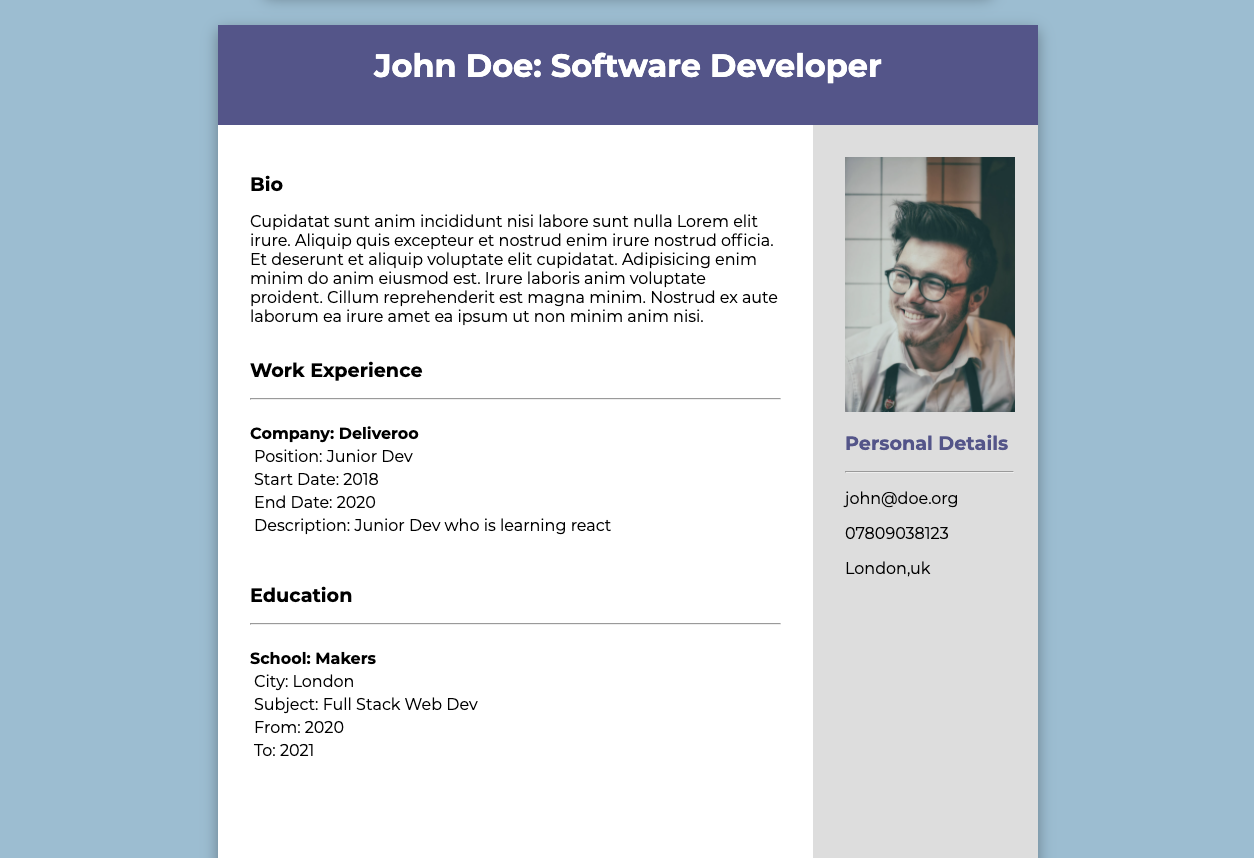 John Doe: Software Developer
Bio
Cupidatat sunt anim incididunt nisi labore sunt nulla Lorem elit
irure. Aliquip quis excepteur et nostrud enim irure nostrud officia.
Et deserunt et aliquip voluptate elit cupidatat. Adipisicing enim
minim do anim eiusmod est. Irure laboris anim voluptate
proident. Cillum reprehenderit est magna minim. Nostrud ex aute
laborum ea irure amet ea ipsum ut non minim anim nisi.
Work Experience
Company: Deliveroo
Position: Junior Dev
Start Date: 2018
End Date: 2020
Description: Junior Dev who is learning react
Education
School: Makers
City: London
Subject: Full Stack Web Dev
From: 2020
To: 2021
Personal Details
john@doe.org
07809038123
London,uk